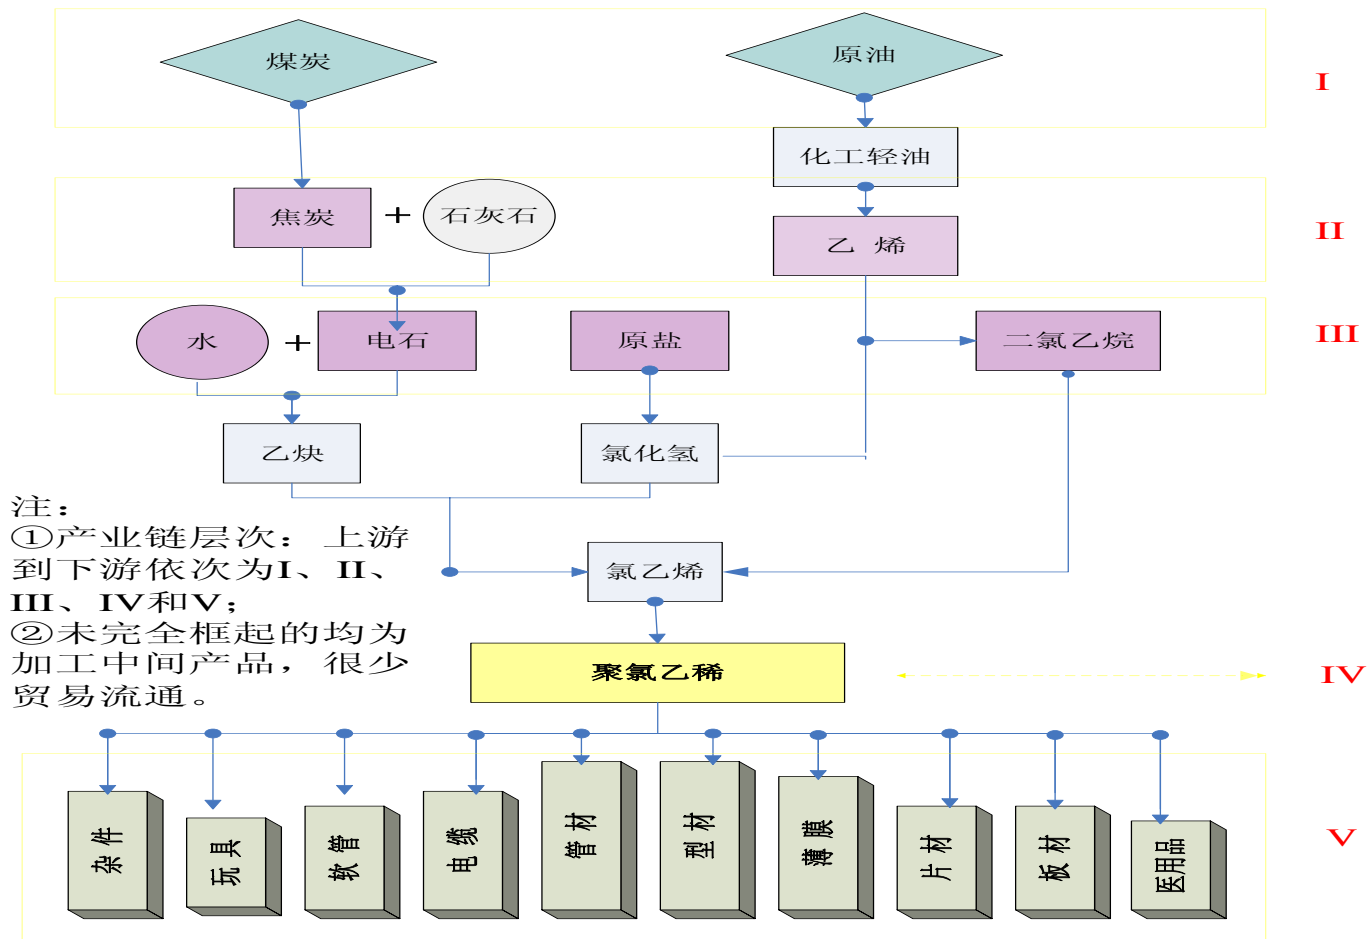 煤炭
原油
I
化工轻油
焦炭
+
石灰石
乙 烯
II
水
+
电石
原盐
二氯乙烷
III
乙炔
氯化氢
注：
①产业链层次：上游
到下游依次为I、II、
III、IV和V；
②未完全框起的均为
加工中间产品，很少
贸易流通。
氯乙烯
聚氯乙稀
IV
杂件
玩具
软管
电缆
管材
型材
薄膜
片材
板材
医用品
V